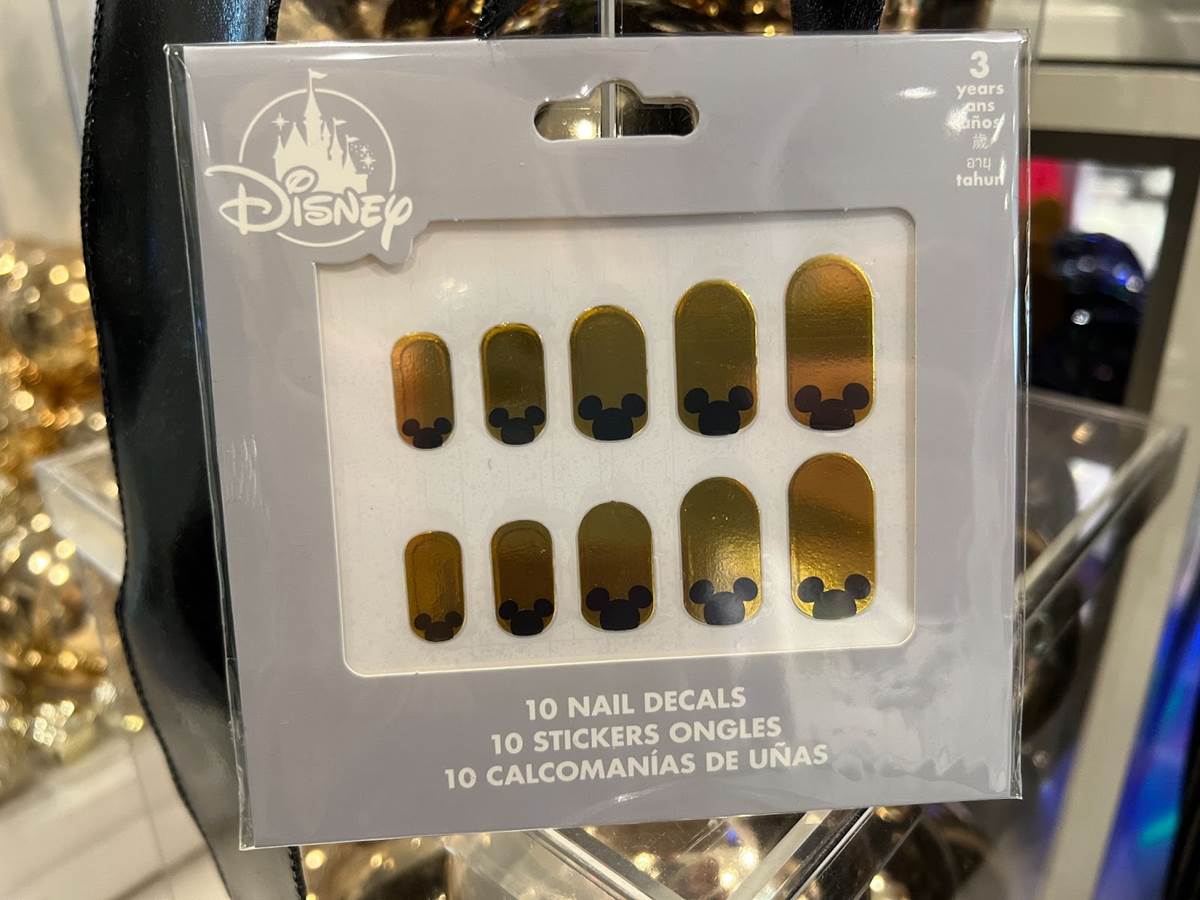 Disney
3
years
ans
años
歲
อายุ
tahun
10 NAIL DECALS
10 STICKERS ONGLES
10 CALCOMANÍAS DE UÑAS